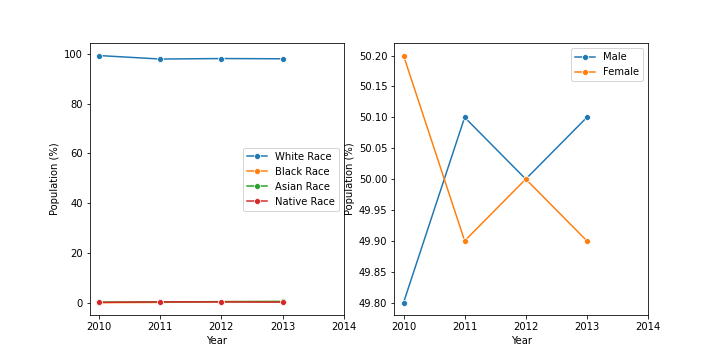 100
80
60
40
20
0
Population (%)
2010 2011 2012 2013 2014
Year
White Race
Black Race
Asian Race
Native Race
50.20
50.15
50.10
50.05
50.00
49.95
49.90
49.85
49.80
Population (%)
2010 2011 2012 2013 2014
Year
Male
Female